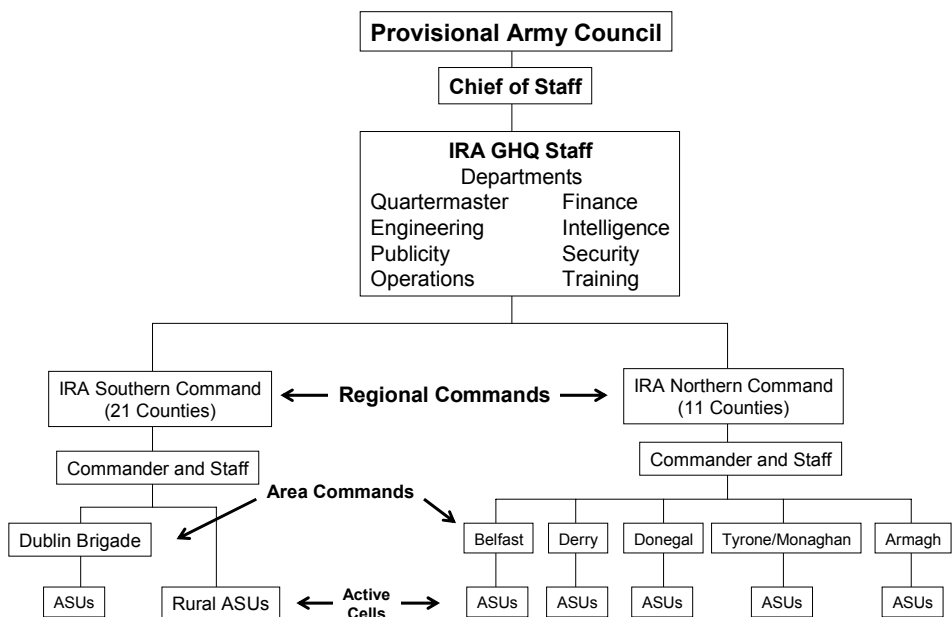 Provisional Army Council
Chief of Staff
IRA GHQ Staff
Departments
Quartermaster Finance
Engineering Intelligence
Publicity Security
Operations Training
IRA Southern Command
(21 Counties)
Regional Commands
IRA Northern Command
(11 Counties)
Commander and Staff
Commander and Staff
Area Commands
Dublin Brigade
Belfast
Derry
Donegal
Tyrone/Monaghan
Armagh
ASUs
Rural ASUs
Active
Cells
ASUs
ASUs
ASUs
ASUs
ASUs